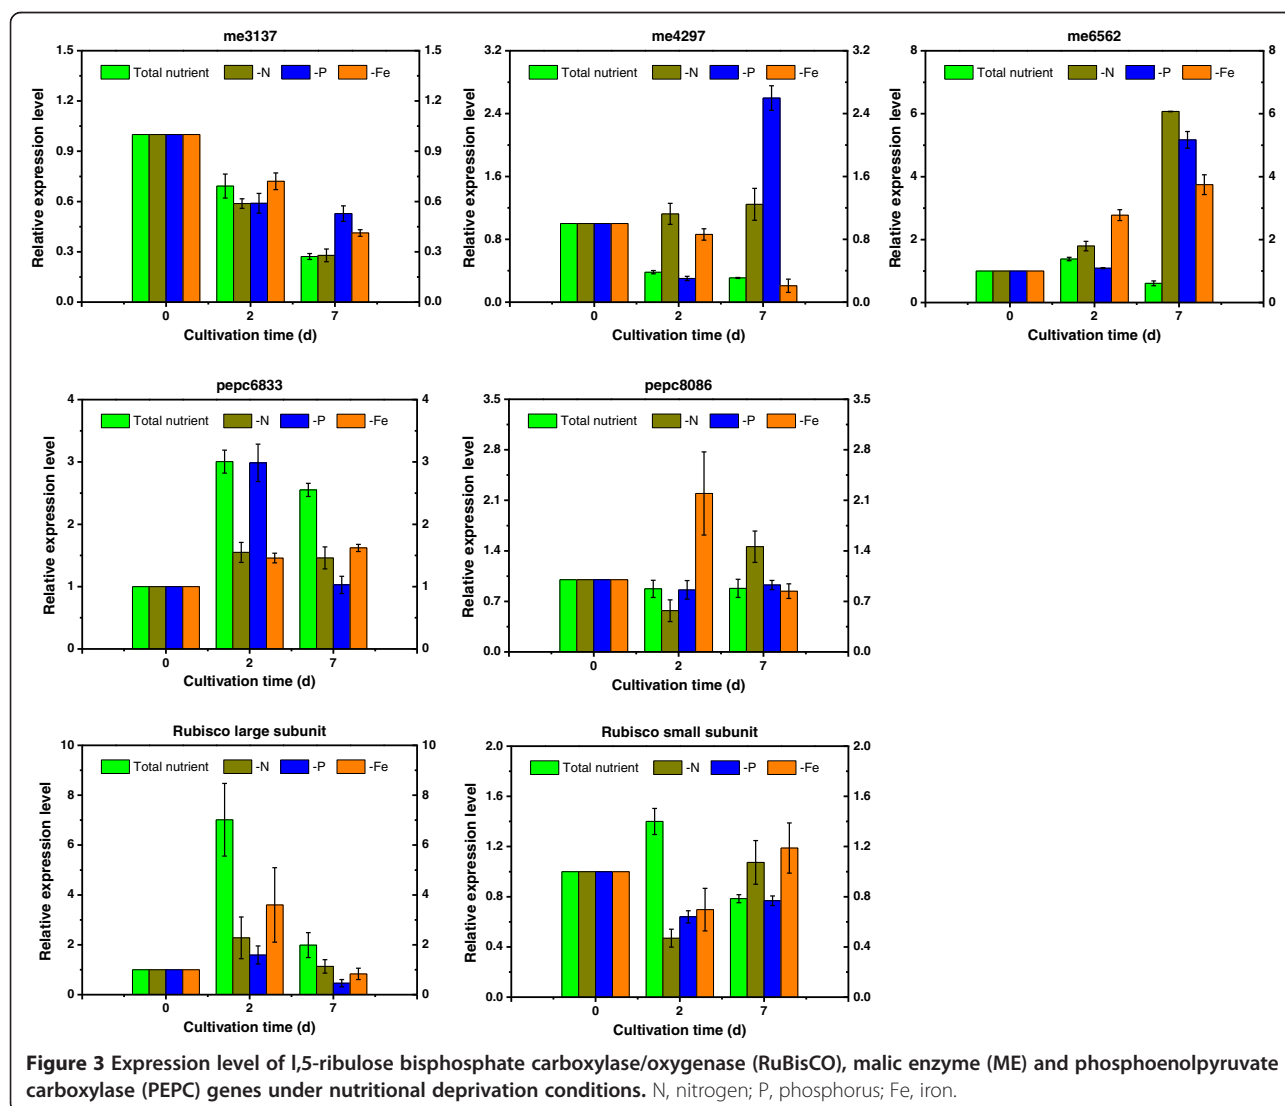 me3137
1.5 1.5
Total nutrient -N -P -Fe
1.2 1.2
0.9 0.9
0.6 0.6
0.3 0.3
0.0 0.0
Relative expression level
0 2 7
Cultivation time (d)
me4297
3.2 3.2
Total nutrient -N -P -Fe
2.4 2.4
1.6 1.6
0.8 0.8
0.0 0.0
Relative expression level
0 2 7
Cultivation time (d)
me6562
8 8
Total nutrient -N -P -Fe
6 6
4 4
2 2
0 0
Relative expression level
0 2 7
Cultivation time (d)
pepc6833
4 4
Total nutrient -N -P -Fe
3 3
2 2
1 1
0 0
Relative expression level
0 2 7
Cultivation time (d)
pepc8086
3.5 3.5
Total nutrient -N -P -Fe
2.8 2.8
2.1 2.1
1.4 1.4
0.7 0.7
0.0 0.0
Relative expression level
0 2 7
Cultivation time (d)
Rubisco large subunit
10 10
Total nutrient -N -P -Fe
8 8
6 6
4 4
2 2
0 0
Relative expression level
0 2 7
Cultivation time (d)
Rubisco small subunit
2.0 2.0
Total nutrient -N -P -Fe
1.6 1.6
1.2 1.2
0.8 0.8
0.4 0.4
0.0 0.0
Relative expression level
0 2 7
Cultivation time (d)
Figure 3 Expression level of l,5-ribulose bisphosphate carboxylase/oxygenase (RuBisCO), malic enzyme (ME) and phosphoenolpyruvate
carboxylase (PEPC) genes under nutritional deprivation conditions. N, nitrogen; P, phosphorus; Fe, iron.